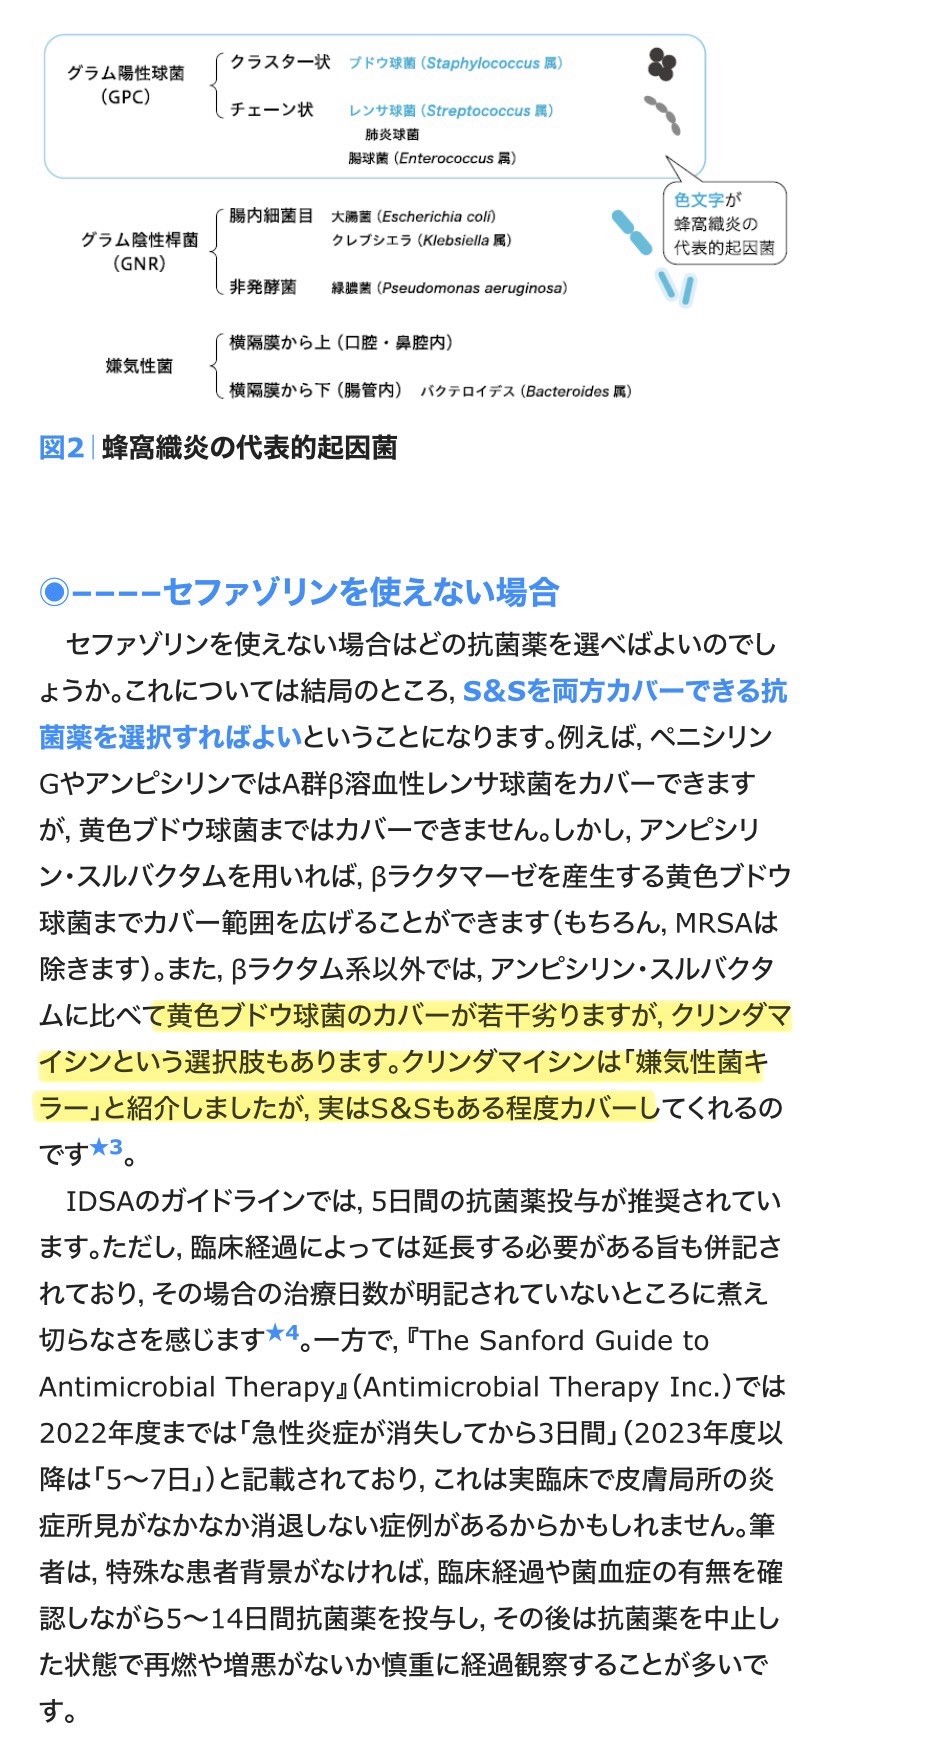 グラム陽性球菌
（GPC）
クラスター状 ブドウ球菌（Staphylococcus 属）
チェーン状 レンサ球菌（Streptococcus 属）
肺炎球菌
腸球菌（Enterococcus 属）
色文字が
蜂窩織炎の
代表的起因菌
グラム陰性桿菌
（GNR）
腸内細菌目 大腸菌（Escherichia coli）
クレブシエラ（Klebsiella 属）
非発酵菌 緑膿菌（Pseudomonas aeruginosa）
嫌気性菌
横隔膜から上（口腔・鼻腔内）
横隔膜から下（腸管内） バクテロイデス（Bacteroides 属）
図2｜蜂窩織炎の代表的起因菌
◉––––セファゾリンを使えない場合
　セファゾリンを使えない場合はどの抗菌薬を選べばよいのでし
ょうか。これについては結局のところ, S&Sを両方カバーできる抗
菌薬を選択すればよいということになります。例えば, ペニシリン
GやアンピシリンではA群β溶血性レンサ球菌をカバーできます
が, 黄色ブドウ球菌まではカバーできません。しかし, アンピシリ
ン・スルバクタムを用いれば, βラクタマーゼを産生する黄色ブドウ
球菌までカバー範囲を広げることができます（もちろん, MRSAは
除きます）。また, βラクタム系以外では, アンピシリン・スルバクタ
ムに比べて黄色ブドウ球菌のカバーが若干劣りますが, クリンダマ
イシンという選択肢もあります。クリンダマイシンは「嫌気性菌キ
ラー」と紹介しましたが, 実はS&Sもある程度カバーしてくれるの
です★3。
　IDSAのガイドラインでは, 5日間の抗菌薬投与が推奨されてい
ます。ただし, 臨床経過によっては延長する必要がある旨も併記さ
れており, その場合の治療日数が明記されていないところに煮え
切らなさを感じます★4。一方で,『The Sanford Guide to
Antimicrobial Therapy』（Antimicrobial Therapy Inc.）では
2022年度までは「急性炎症が消失してから3日間」（2023年度以
降は「5～7日」）と記載されており, これは実臨床で皮膚局所の炎
症所見がなかなか消退しない症例があるからかもしれません。筆
者は, 特殊な患者背景がなければ, 臨床経過や菌血症の有無を確
認しながら5～14日間抗菌薬を投与し, その後は抗菌薬を中止し
た状態で再燃や増悪がないか慎重に経過観察することが多いで
す。